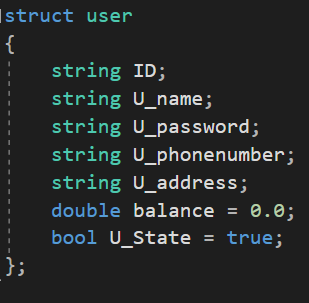 struct user
{
string ID;
string U_name;
string U_password;
string U_phonenumber;
string U_address;
double balance = 0.0;
bool U_State = true;
};